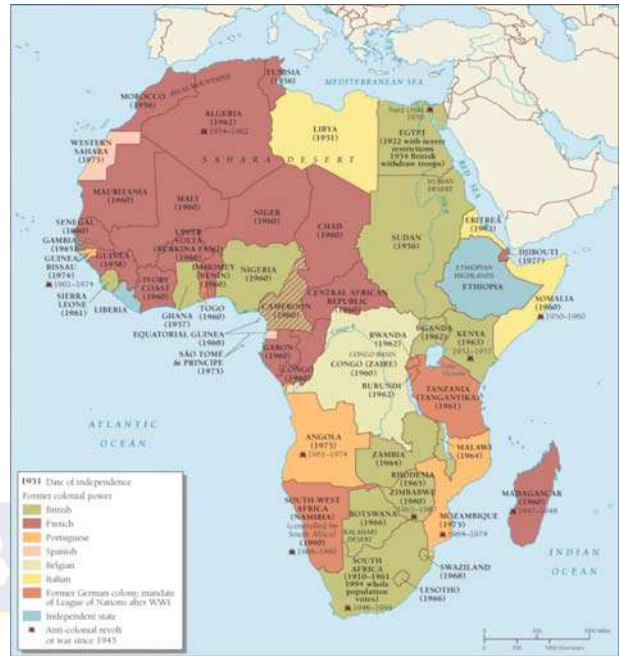 MEDITERRANEAN SEA
TUNISIA
(1956)
MOROCCO
(1956)
ATLAS MOUNTAINS
ALGERIA
(1962)
1954–1962
LIBYA
(1951)
Suez crisis
1956
EGYPT
(1922 with severe
restrictions
1954 British
withdraw troops)
WESTERN
SAHARA
(1975)
SAHARA DESERT
RED SEA
NUBIAN
DESERT
MAURITANIA
(1960)
MALI
(1960)
NIGER
(1960)
CHAD
(1960)
SUDAN
(1956)
ERITREA
(1993)
SENEGAL
(1960)
GAMBIA
(1965)
GUINEA
BISSAU
(1974)
1961–1974
GUINEA
(1958)
UPPER
VOLTA
(BURKINA FASO)
(1960)
DAHOMEY
(BENIN)
(1960)
NIGERIA
(1960)
DJIBOUTI
(1977)
ETHIOPIAN
HIGHLANDS
ETHIOPIA
SIERRA
LEONE
(1961)
LIBERIA
IVORY
COAST
(1960)
GHANA
(1957)
TOGO
(1960)
CAMEROON
(1960)
CENTRAL AFRICAN
REPUBLIC
(1960)
SOMALIA
(1960)
1950–1960
EQUATORIAL GUINEA
(1968)
SÃO TOMÉ
& PRINCIPE
(1975)
GABON
(1960)
CONGO
(1960)
Congo R.
CONGO BASIN
CONGO (ZAIRE)
(1960)
RWANDA
(1962)
BURUNDI
(1962)
UGANDA
(1962)
KENYA
(1963)
1952–1957
TANZANIA
(TANGANYIKA)
(1961)
ATLANTIC
OCEAN
ANGOLA
(1975)
1961–1974
ZAMBIA
(1964)
MALAWI
(1964)
RHODESIA
(1965)
ZIMBABWE
(1980)
MOZAMBIQUE
(1975)
1964–1974
MADAGASCAR
(1960)
1947–1948
SOUTH-WEST
AFRICA
(NAMIBIA)
(controlled by
South Africa)
(1990)
BOTSWANA
(1966)
KALAHARI
DESERT
SOUTH
AFRICA
(1910–1961
1994 whole
population
votes)
SWAZILAND
(1968)
LESOTHO
(1966)
INDIAN
OCEAN
1951 Date of independence
Former colonial power
British
French
Portuguese
Spanish
Belgian
Italian
Former German colony; mandate
of League of Nations after WWI
Independent state
Anti-colonial revolt
or war since 1945